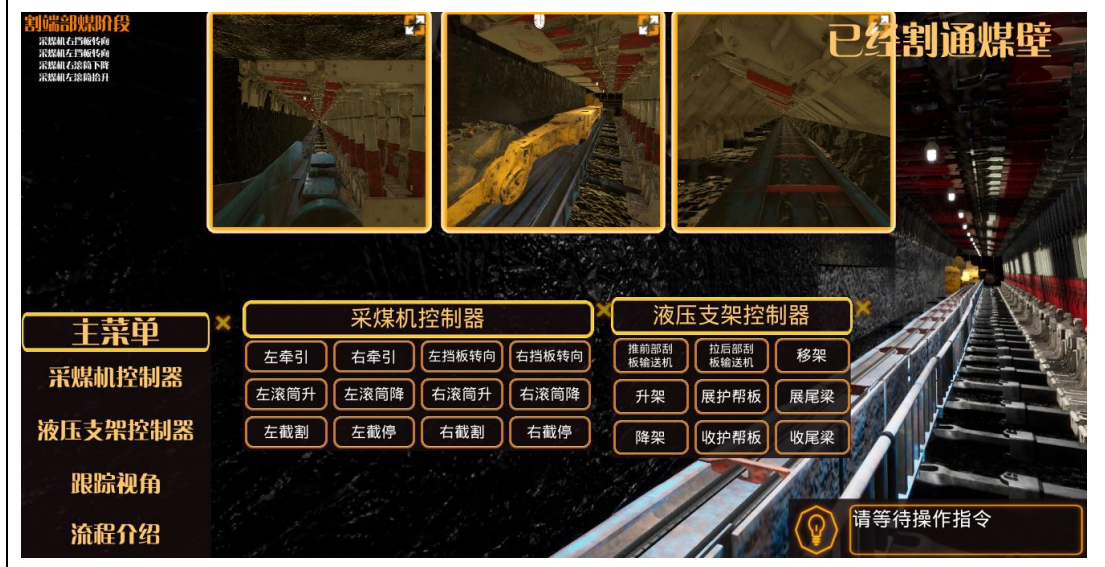 割端部煤阶段
采煤机右挡板转向
采煤机左挡板转向
采煤机右滚筒下降
采煤机左滚筒抬升
已经割通煤壁
主菜单
采煤机控制器
液压支架控制器
跟踪视角
流程介绍
采煤机控制器
左牵引
右牵引
左挡板转向
右挡板转向
左滚筒升
左滚筒降
右滚筒升
右滚筒降
左截割
左截停
右截割
右截停
液压支架控制器
推前部刮
板输送机
拉后部刮
板输送机
移架
升架
展护帮板
展尾梁
降架
收护帮板
收尾梁
请等待操作指令